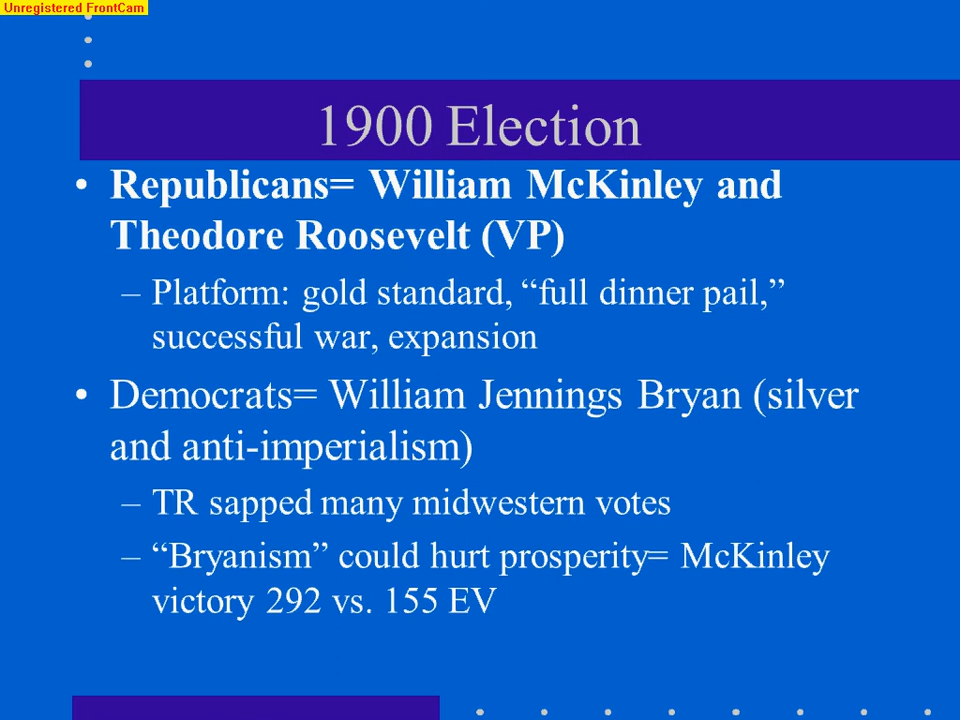 Unregistered FrontCam
1900 Election
• Republicans= William McKinley and
Theodore Roosevelt (VP)
– Platform: gold standard, “full dinner pail,”
successful war, expansion
• Democrats= William Jennings Bryan (silver
and anti-imperialism)
– TR sapped many midwestern votes
– “Bryanism” could hurt prosperity= McKinley
victory 292 vs. 155 EV